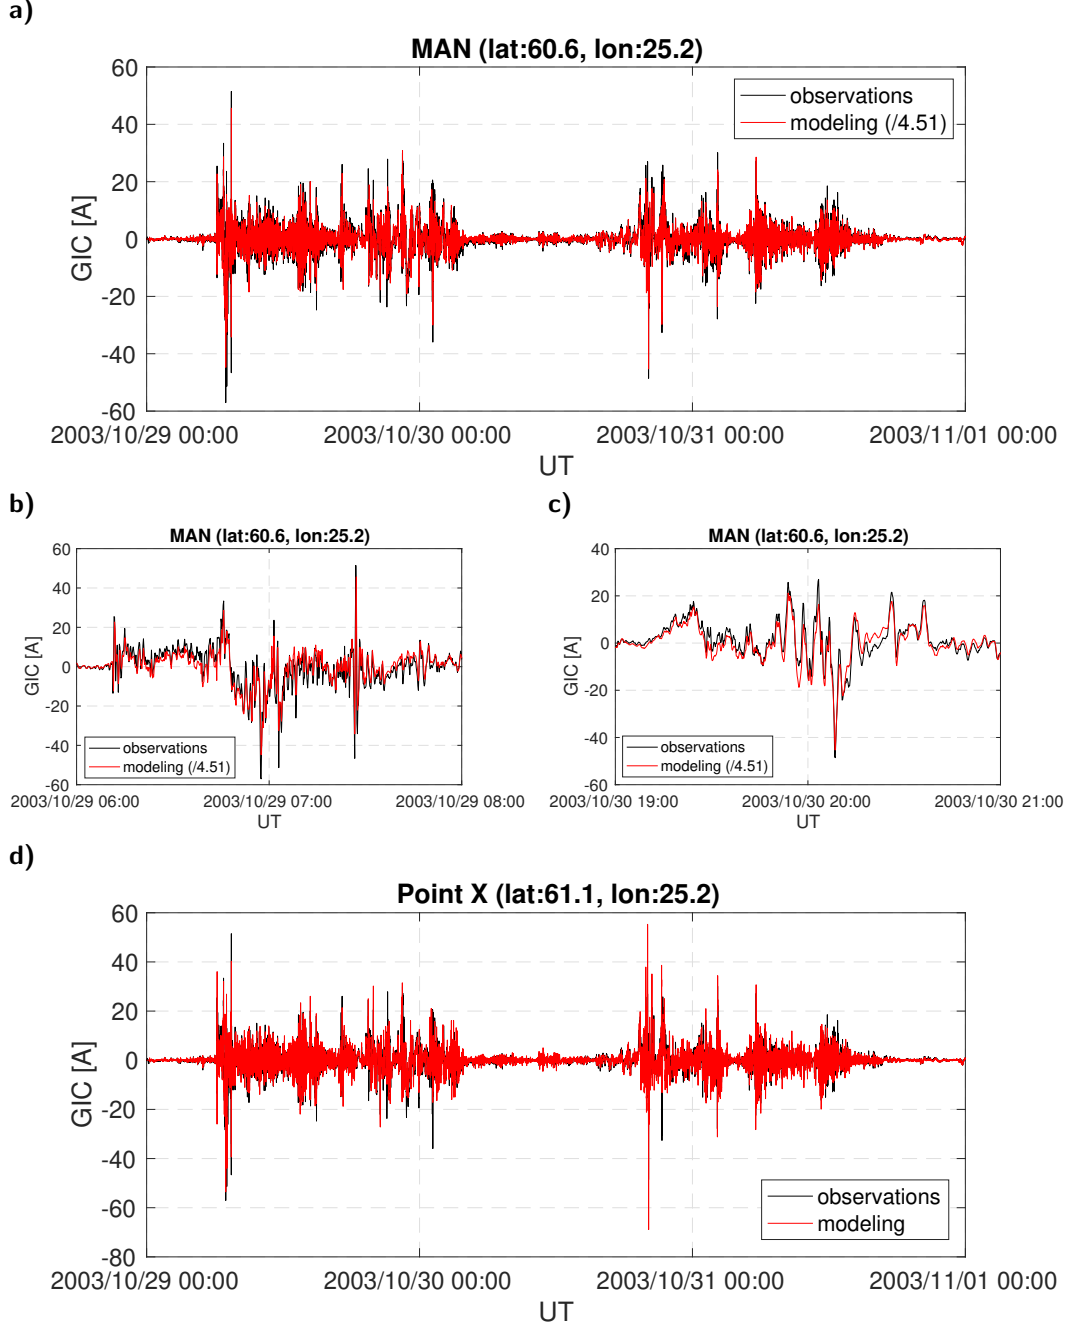 a)
MAN (lat:60.6, lon:25.2)
60
40
20
0
-20
-40
-60
GIC [A]
observations
modeling (/4.51)
2003/10/29 00:00 2003/10/30 00:00 2003/10/31 00:00 2003/11/01 00:00
UT
b)
MAN (lat:60.6, lon:25.2)
60
40
20
0
-20
-40
-60
GIC [A]
observations
modeling (/4.51)
2003/10/29 06:00 2003/10/29 07:00 2003/10/29 08:00
UT
c)
MAN (lat:60.6, lon:25.2)
40
20
0
-20
-40
-60
GIC [A]
observations
modeling (/4.51)
2003/10/30 19:00 2003/10/30 20:00 2003/10/30 21:00
UT
d)
Point X (lat:61.1, lon:25.2)
60
40
20
0
-20
-40
-60
-80
GIC [A]
observations
modeling
2003/10/29 00:00 2003/10/30 00:00 2003/10/31 00:00 2003/11/01 00:00
UT